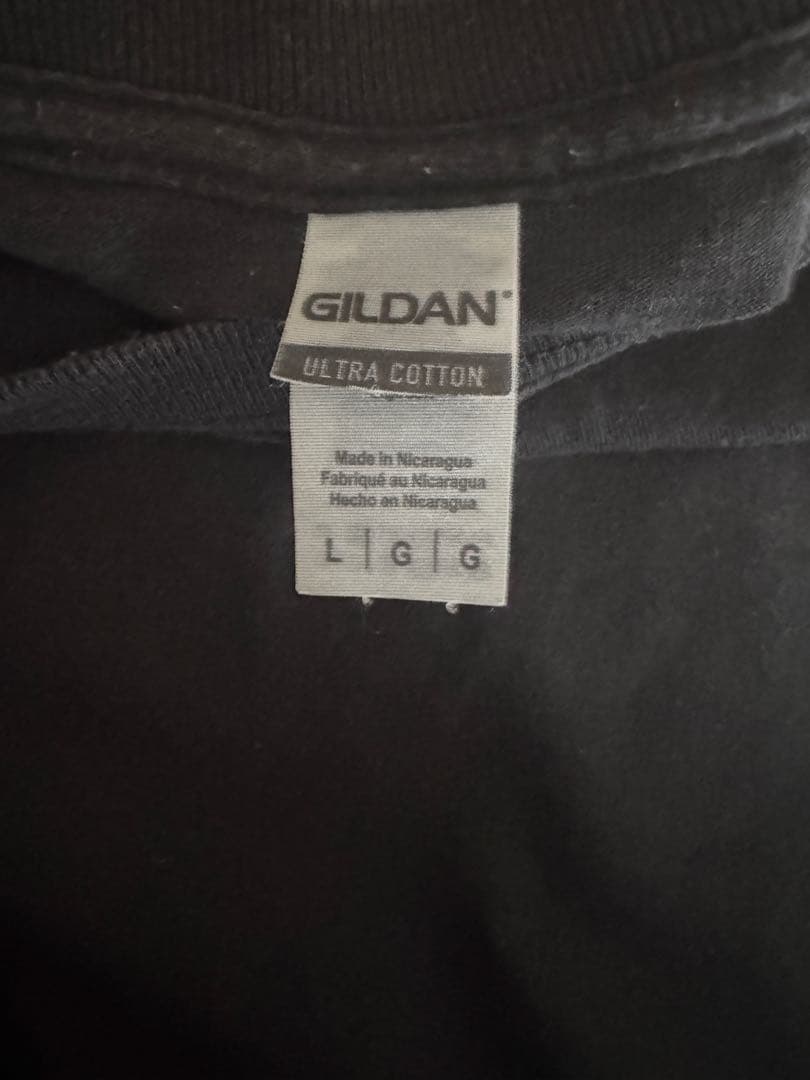 GILDAN®
ULTRA COTTON
Made in Nicaragua
Fabriqué au Nicaragua
Hecho en Nicaragua
L | G | G